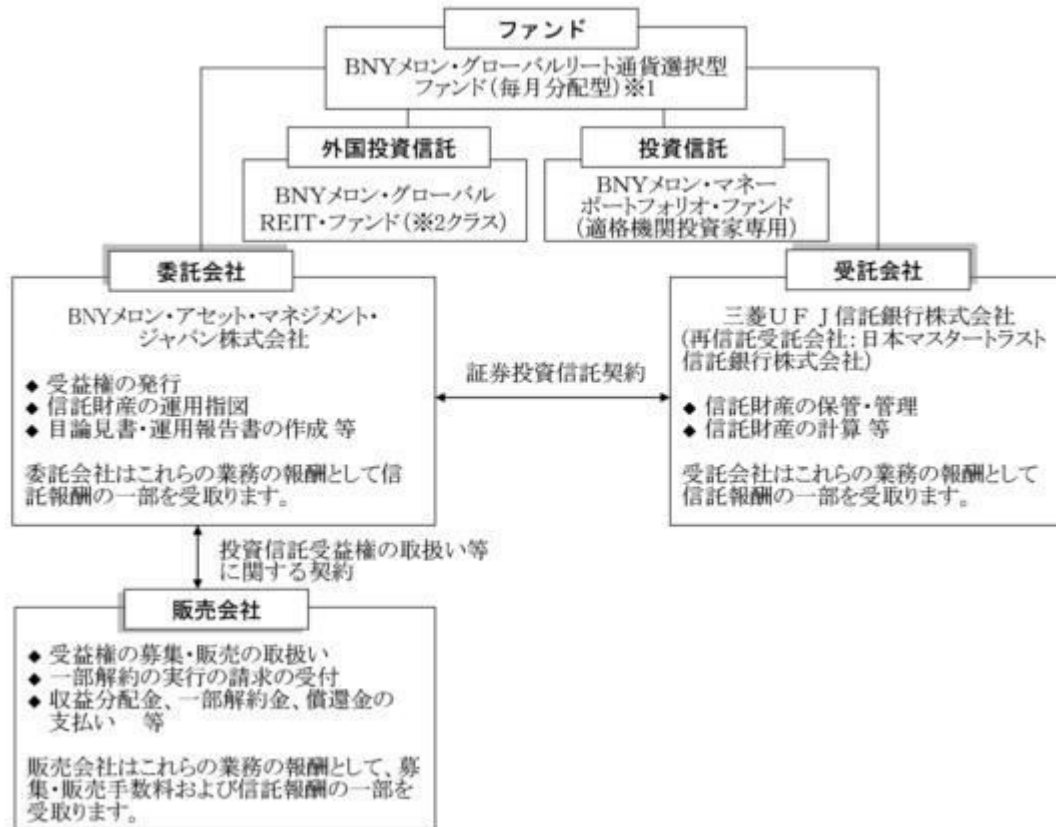 ファンド
BNYメロン・グローバルリート通貨選択型
ファンド(毎月分配型)※1
外国投資信託
BNYメロン・グローバル
REIT・ファンド(※2クラス)
投資信託
BNYメロン・マネー
ポートフォリオ・ファンド
(適格機関投資家専用)
委託会社
BNYメロン・アセット・マネジメント・
ジャパン株式会社
◆ 受益権の発行
◆ 信託財産の運用指図
◆ 目論見書・運用報告書の作成 等
委託会社はこれらの業務の報酬として信
託報酬の一部を受取ります。
証券投資信託契約
受託会社
三菱UFJ信託銀行株式会社
(再信託受託会社:日本マスタートラスト
信託銀行株式会社)
◆ 信託財産の保管・管理
◆ 信託財産の計算 等
受託会社はこれらの業務の報酬として
信託報酬の一部を受取ります。
投資信託受益権の取扱い等
に関する契約
販売会社
◆ 受益権の募集・販売の取扱い
◆ 一部解約の実行の請求の受付
◆ 収益分配金、一部解約金、償還金の
支払い 等
販売会社はこれらの業務の報酬として、募
集・販売手数料および信託報酬の一部を
受取ります。